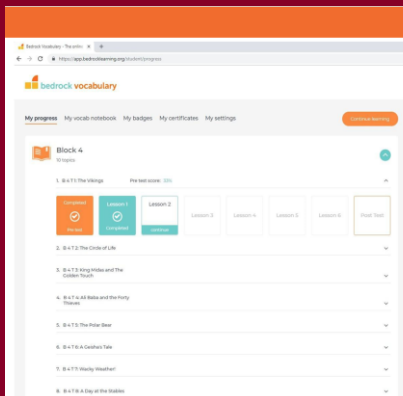 Bedrock Vocabulary - The online
https://app.bedrocklearning.org/student/progress
bedrock vocabulary
My progress My vocab notebook My badges My certificates My settings
Continue learning
Block 4
12 topics
1. B 4 T 1: The Vikings Pre test score:
Completed
Pre test
Lesson 1
Completed
Lesson 2
Continue
Lesson 3
Lesson 4
Lesson 5
Lesson 6
Post Test
2. B 4 T 2: The Circle of Life
3. B 4 T 3: King Midas and The
Golden Touch
4. B 4 T 4: Ali Baba and the Forty
Thieves
5. B 4 T 5: The Polar Bear
6. B 4 T 6: A Geisha's Tale
7. B 4 T 7: Wacky Weather!
8. B 4 T 8: A Day at the Stables